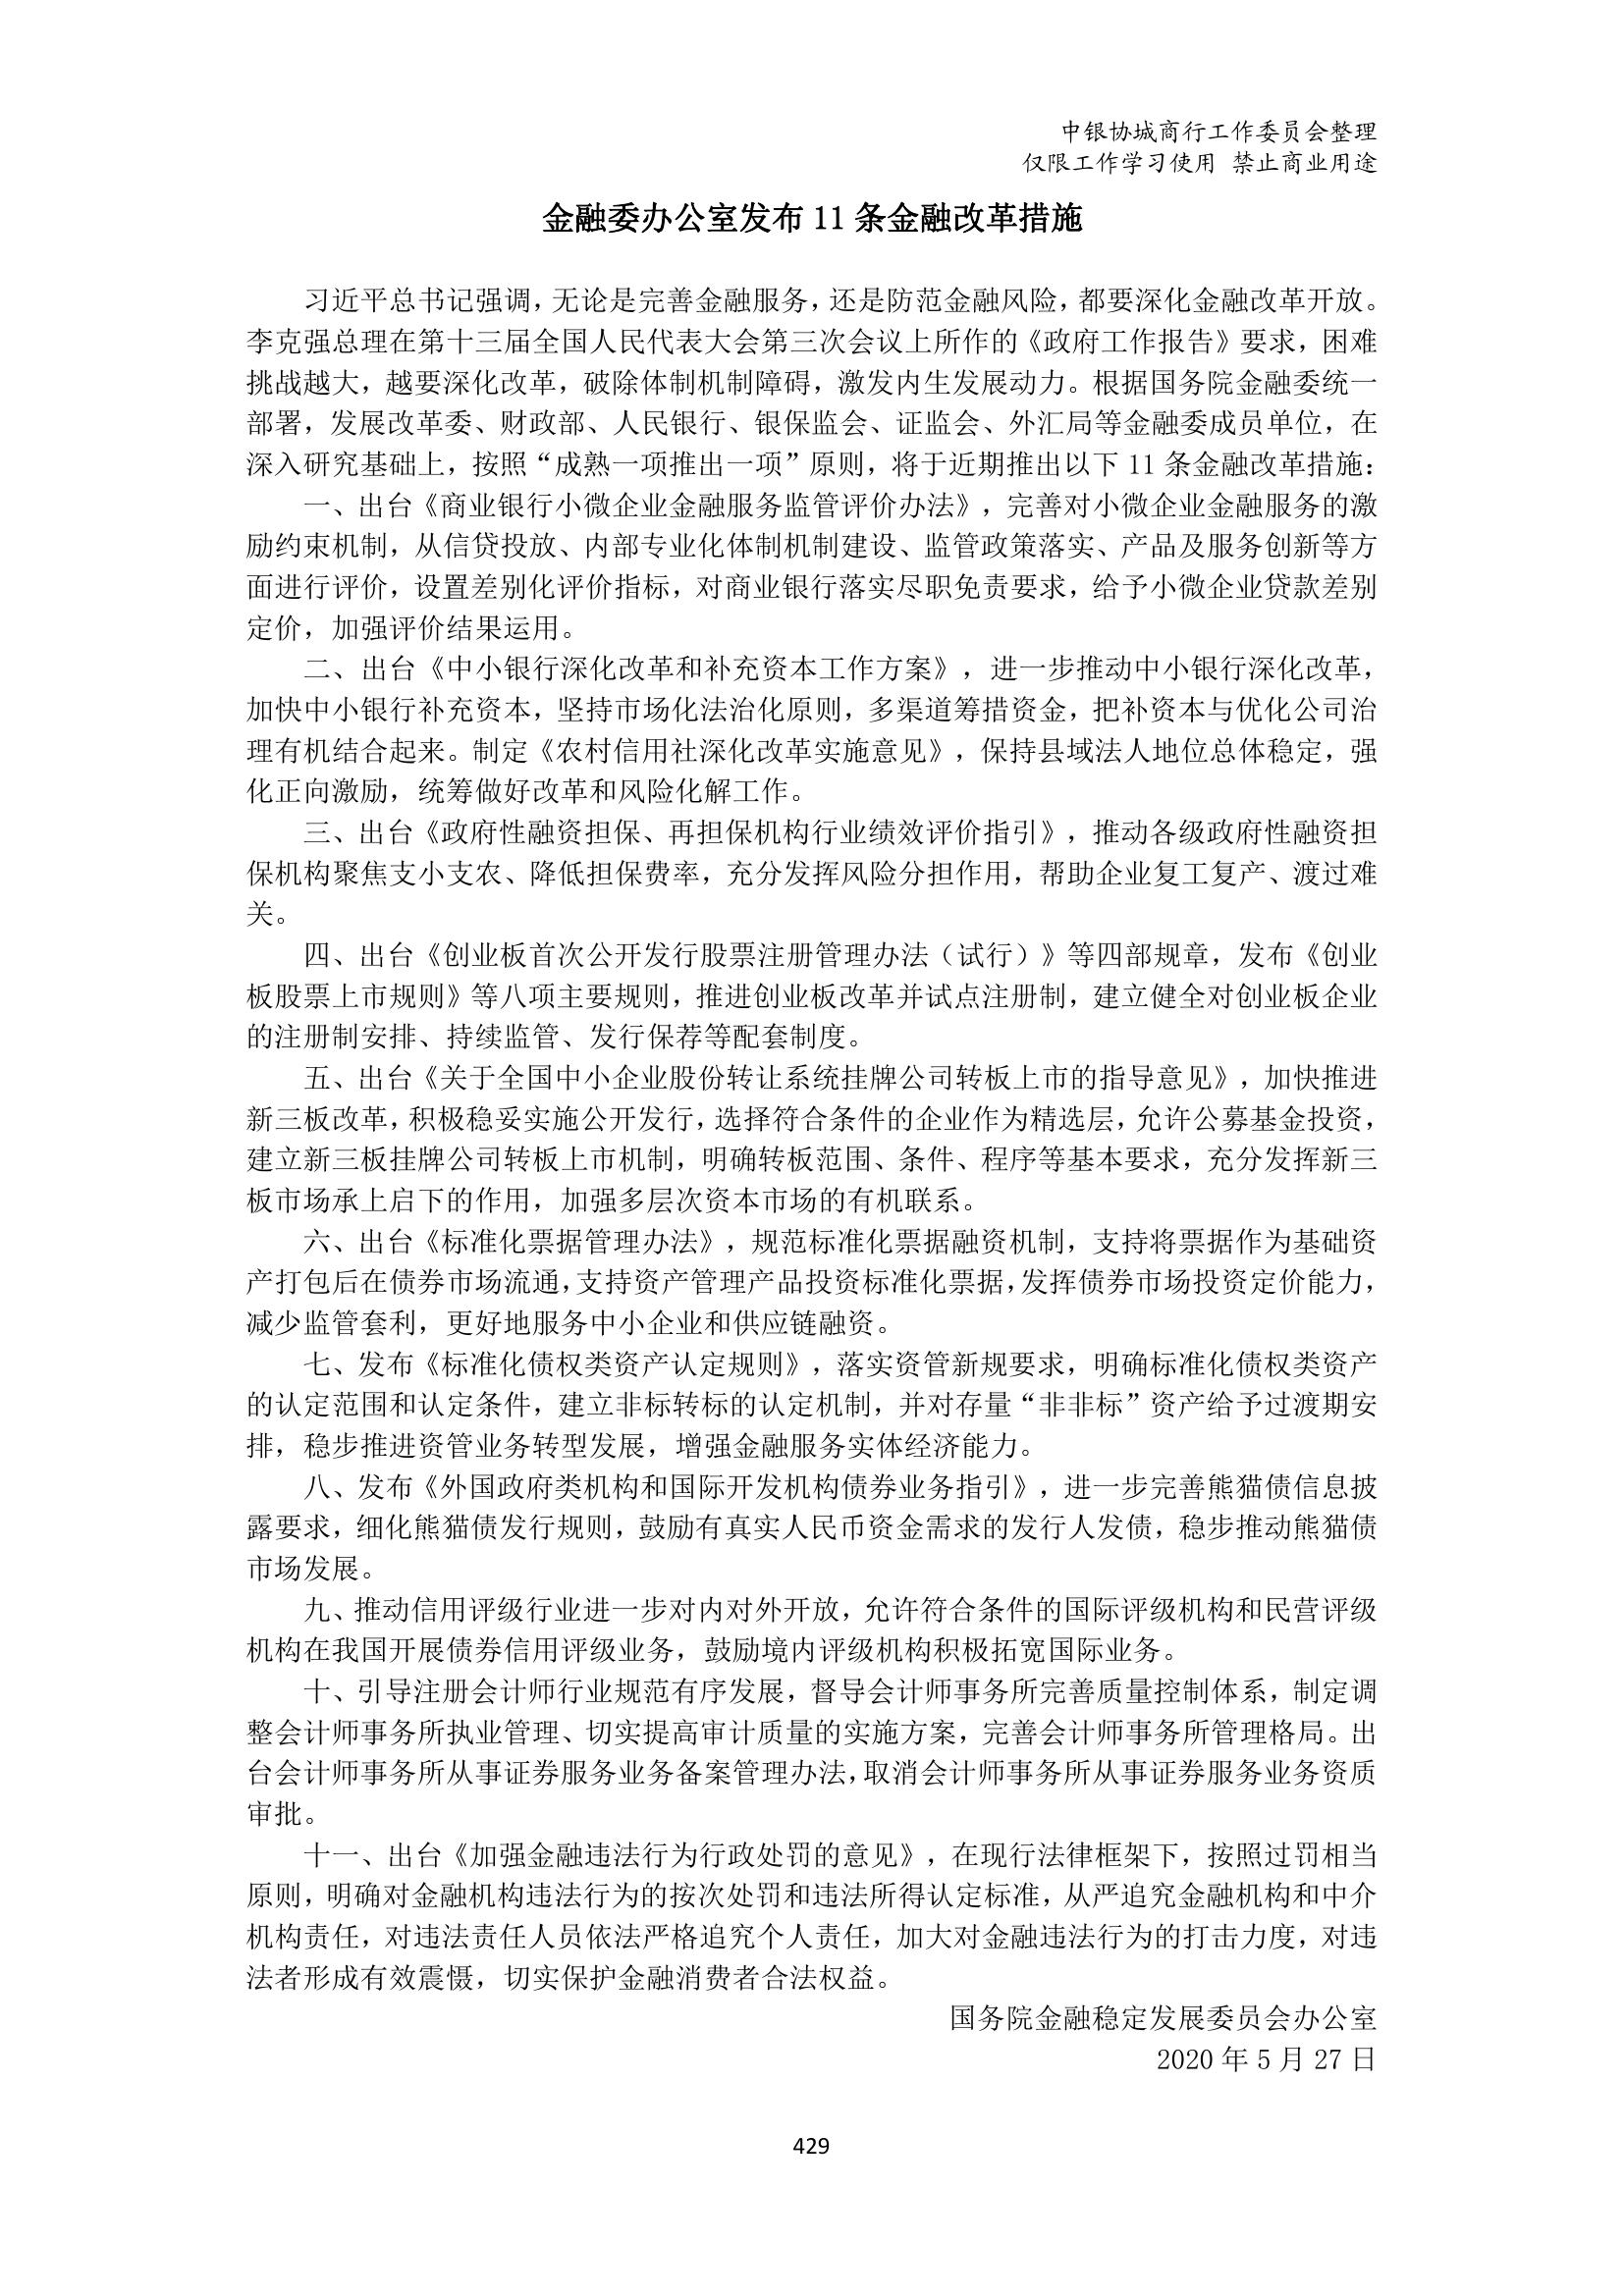 中银协城商行工作委员会整理
仅限工作学习使用 禁止商业用途
金融委办公室发布 11 条金融改革措施
习近平总书记强调，无论是完善金融服务，还是防范金融风险，都要深化金融改革开放。
李克强总理在第十三届全国人民代表大会第三次会议上所作的《政府工作报告》要求，困难
挑战越大，越要深化改革，破除体制机制障碍，激发内生发展动力。根据国务院金融委统一
部署，发展改革委、财政部、人民银行、银保监会、证监会、外汇局等金融委成员单位，在
深入研究基础上，按照“成熟一项推出一项”原则，将于近期推出以下 11 条金融改革措施：
一、出台《商业银行小微企业金融服务监管评价办法》，完善对小微企业金融服务的激
励约束机制，从信贷投放、内部专业化体制机制建设、监管政策落实、产品及服务创新等方
面进行评价，设置差别化评价指标，对商业银行落实尽职免责要求，给予小微企业贷款差别
定价，加强评价结果运用。
二、出台《中小银行深化改革和补充资本工作方案》，进一步推动中小银行深化改革，
加快中小银行补充资本，坚持市场化法治化原则，多渠道筹措资金，把补资本与优化公司治
理有机结合起来。制定《农村信用社深化改革实施意见》，保持县域法人地位总体稳定，强
化正向激励，统筹做好改革和风险化解工作。
三、出台《政府性融资担保、再担保机构行业绩效评价指引》，推动各级政府性融资担
保机构聚焦支小支农、降低担保费率，充分发挥风险分担作用，帮助企业复工复产、渡过难
关。
四、出台《创业板首次公开发行股票注册管理办法（试行）》等四部规章，发布《创业
板股票上市规则》等八项主要规则，推进创业板改革并试点注册制，建立健全对创业板企业
的注册制安排、持续监管、发行保荐等配套制度。
五、出台《关于全国中小企业股份转让系统挂牌公司转板上市的指导意见》，加快推进
新三板改革，积极稳妥实施公开发行，选择符合条件的企业作为精选层，允许公募基金投资，
建立新三板挂牌公司转板上市机制，明确转板范围、条件、程序等基本要求，充分发挥新三
板市场承上启下的作用，加强多层次资本市场的有机联系。
六、出台《标准化票据管理办法》，规范标准化票据融资机制，支持将票据作为基础资
产打包后在债券市场流通，支持资产管理产品投资标准化票据，发挥债券市场投资定价能力，
减少监管套利，更好地服务中小企业和供应链融资。
七、发布《标准化债权类资产认定规则》，落实资管新规要求，明确标准化债权类资产
的认定范围和认定条件，建立非标转标的认定机制，并对存量“非非标”资产给予过渡期安
排，稳步推进资管业务转型发展，增强金融服务实体经济能力。
八、发布《外国政府类机构和国际开发机构债券业务指引》，进一步完善熊猫债信息披
露要求，细化熊猫债发行规则，鼓励有真实人民币资金需求的发行人发债，稳步推动熊猫债
市场发展。
九、推动信用评级行业进一步对内对外开放，允许符合条件的国际评级机构和民营评级
机构在我国开展债券信用评级业务，鼓励境内评级机构积极拓宽国际业务。
十、引导注册会计师行业规范有序发展，督导会计师事务所完善质量控制体系，制定调
整会计师事务所执业管理、切实提高审计质量的实施方案，完善会计师事务所管理格局。出
台会计师事务所从事证券服务业务备案管理办法，取消会计师事务所从事证券服务业务资质
审批。
十一、出台《加强金融违法行为行政处罚的意见》，在现行法律框架下，按照过罚相当
原则，明确对金融机构违法行为的按次处罚和违法所得认定标准，从严追究金融机构和中介
机构责任，对违法责任人员依法严格追究个人责任，加大对金融违法行为的打击力度，对违
法者形成有效震慑，切实保护金融消费者合法权益。
国务院金融稳定发展委员会办公室
2020 年 5 月 27 日
429